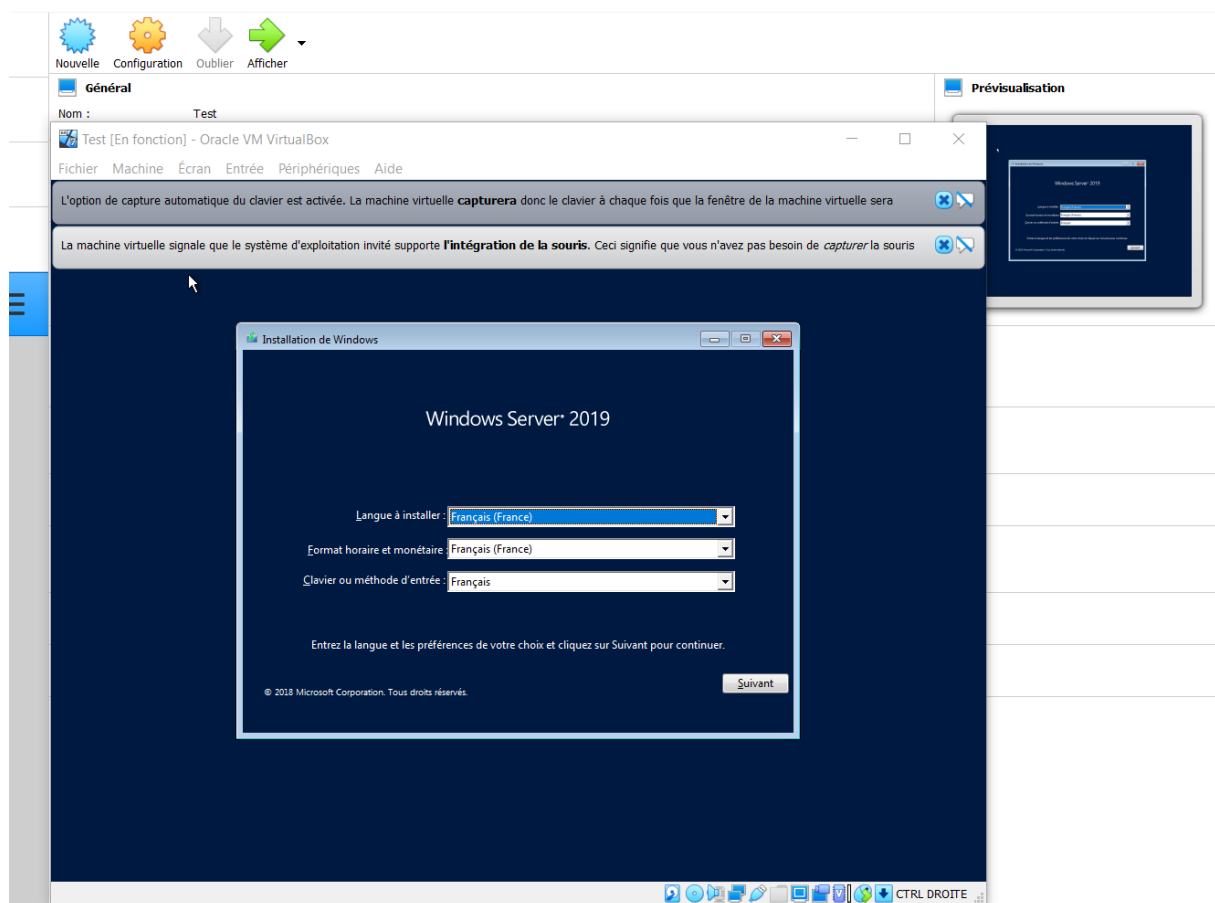 Nouvelle Configuration Oublier Afficher
Général
Prévisualisation
Nom : Test
Test [En fonction] - Oracle VM VirtualBox
Fichier Machine Écran Entrée Périphériques Aide
L'option de capture automatique du clavier est activée. La machine virtuelle capturera donc le clavier à chaque fois que la fenêtre de la machine virtuelle sera
La machine virtuelle signale que le système d'exploitation invité supporte l'intégration de la souris. Ceci signifie que vous n'avez pas besoin de capturer la souris
Installation de Windows
Windows Server 2019
Langue à installer : Français (France)
Format horaire et monétaire : Français (France)
Clavier ou méthode d'entrée : Français
Entrez la langue et les préférences de votre choix et cliquez sur Suivant pour continuer.
Suivant
© 2018 Microsoft Corporation. Tous droits réservés.
CTRL DROITE
Windows Server 2019